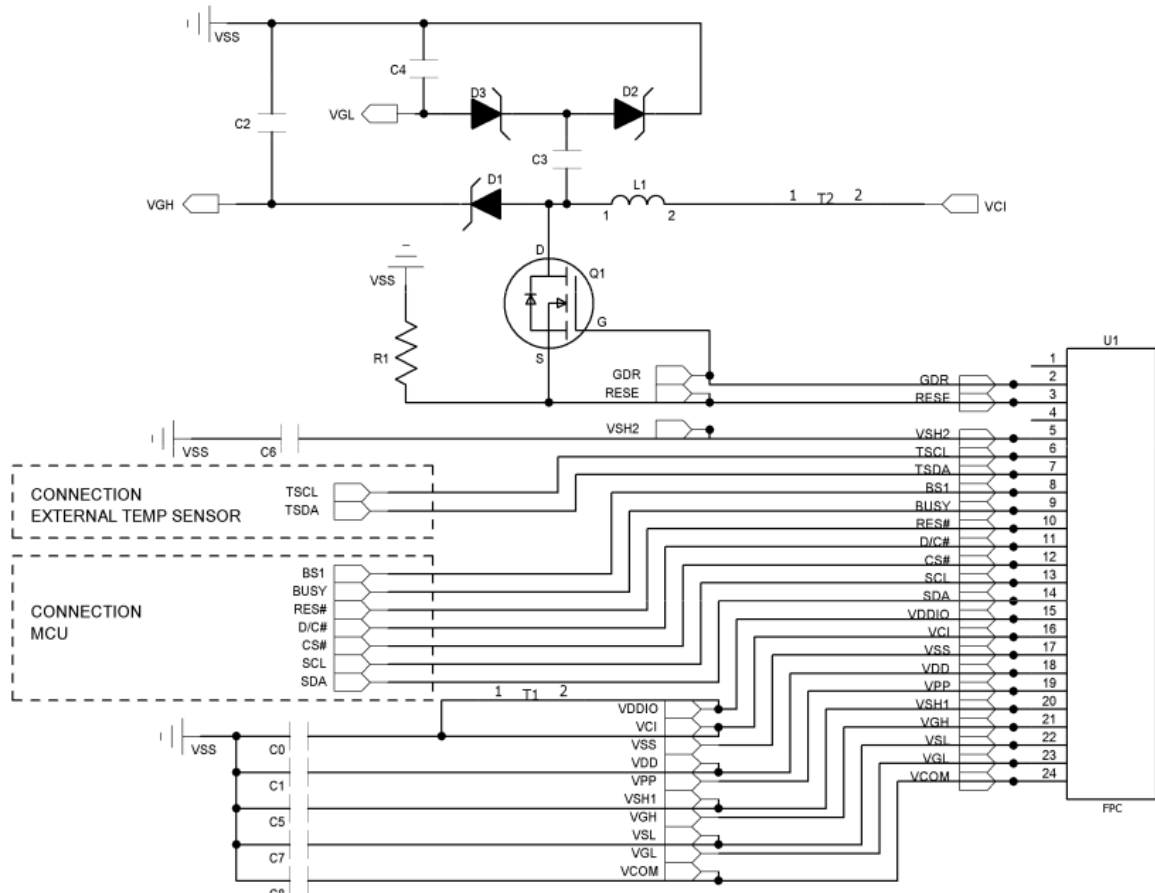 VSS
C4
D3
D2
VGL
C2
C3
D1
L1
VGH
1 2
1 T2 2
VCI
D
VSS
Q1
G
R1
S
U1
GDR
RESE
GDR
RESE
1
2
3
4
VSH2
VSH2
5
VSS
C6
TSCL
6
TSDA
7
BS1
8
BUSY
9
RES#
10
D/C#
11
CS#
12
SCL
13
SDA
14
VDDIO
15
VCI
16
VSS
17
VDD
18
VPP
19
VSH1
20
VGH
21
VSL
22
VGL
23
VCOM
24
FPC
CONNECTION
EXTERNAL TEMP SENSOR
TSCL
TSDA
CONNECTION
MCU
BS1
BUSY
RES#
D/C#
CS#
SCL
SDA
1 T1 2
VSS
C0
C1
C5
C7
C8
VDDIO
VCI
VSS
VDD
VPP
VSH1
VGH
VSL
VGL
VCOM